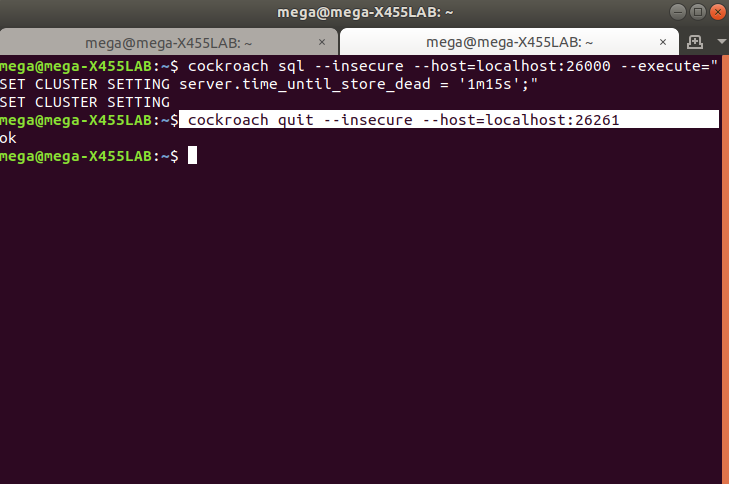 mega@mega-X455LAB: ~
mega@mega-X455LAB: ~ × mega@mega-X455LAB: ~ ×
mega@mega-X455LAB:~$ cockroach sql --insecure --host=localhost:26000 --execute="
SET CLUSTER SETTING server.time_until_store_dead = '1m15s';"
SET CLUSTER SETTING
mega@mega-X455LAB:~$ cockroach quit --insecure --host=localhost:26261
ok
mega@mega-X455LAB:~$